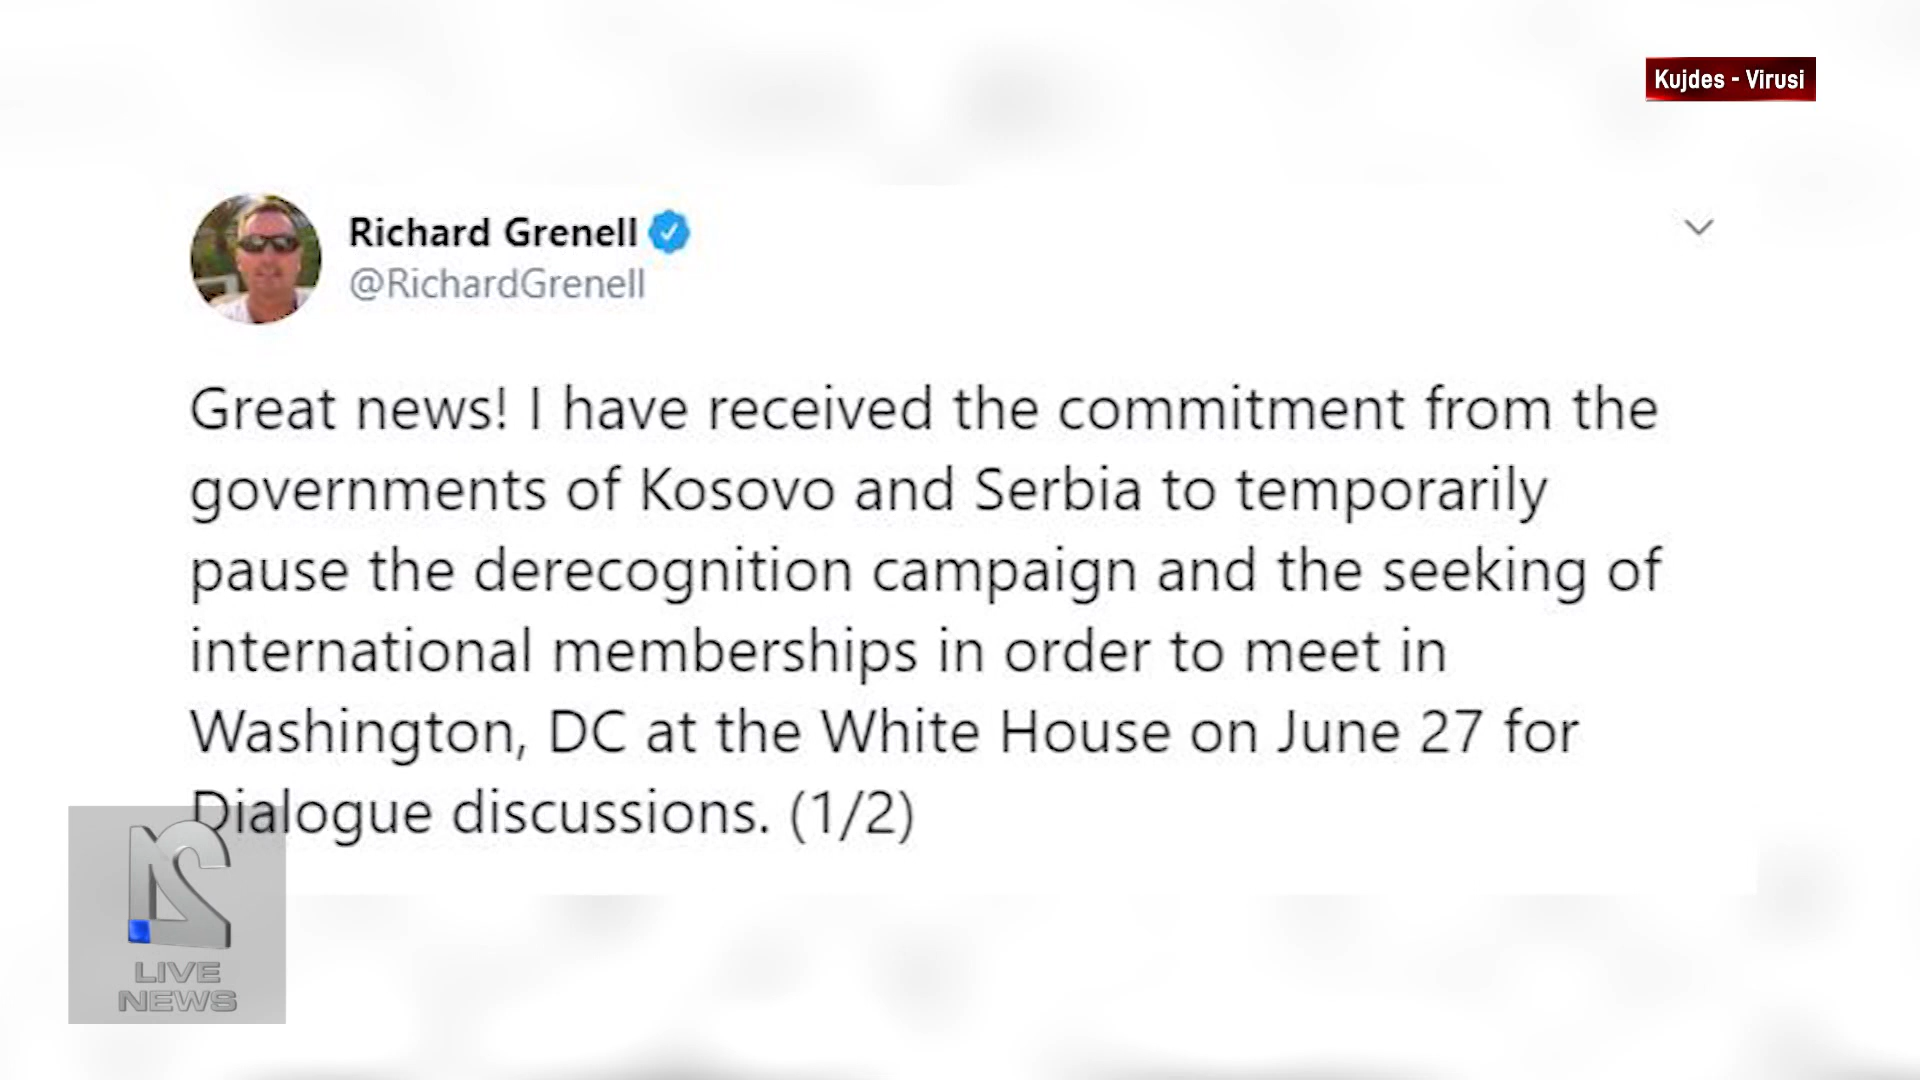 Kujdes - Virusi
Richard Grenell
@RichardGrenell
Great news! I have received the commitment from the
governments of Kosovo and Serbia to temporarily
pause the derecognition campaign and the seeking of
international memberships in order to meet in
Washington, DC at the White House on June 27 for
Dialogue discussions. (1/2)
21
LIVE
NEWS